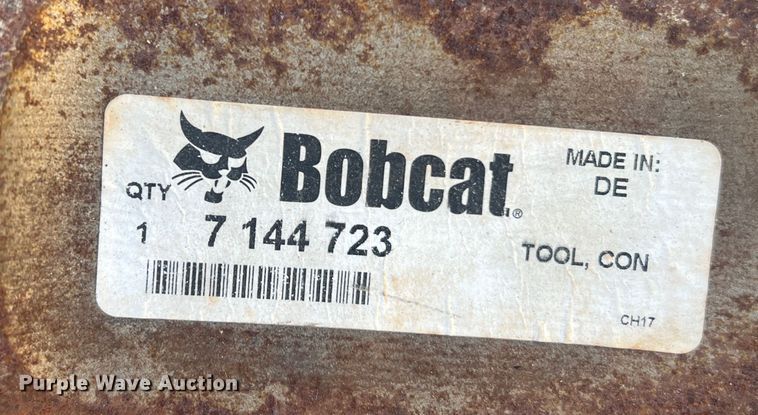 Bobcat®
MADE IN:
DE
QTY
1 7 144 723
TOOL, CON
CH17
Purple Wave Auction